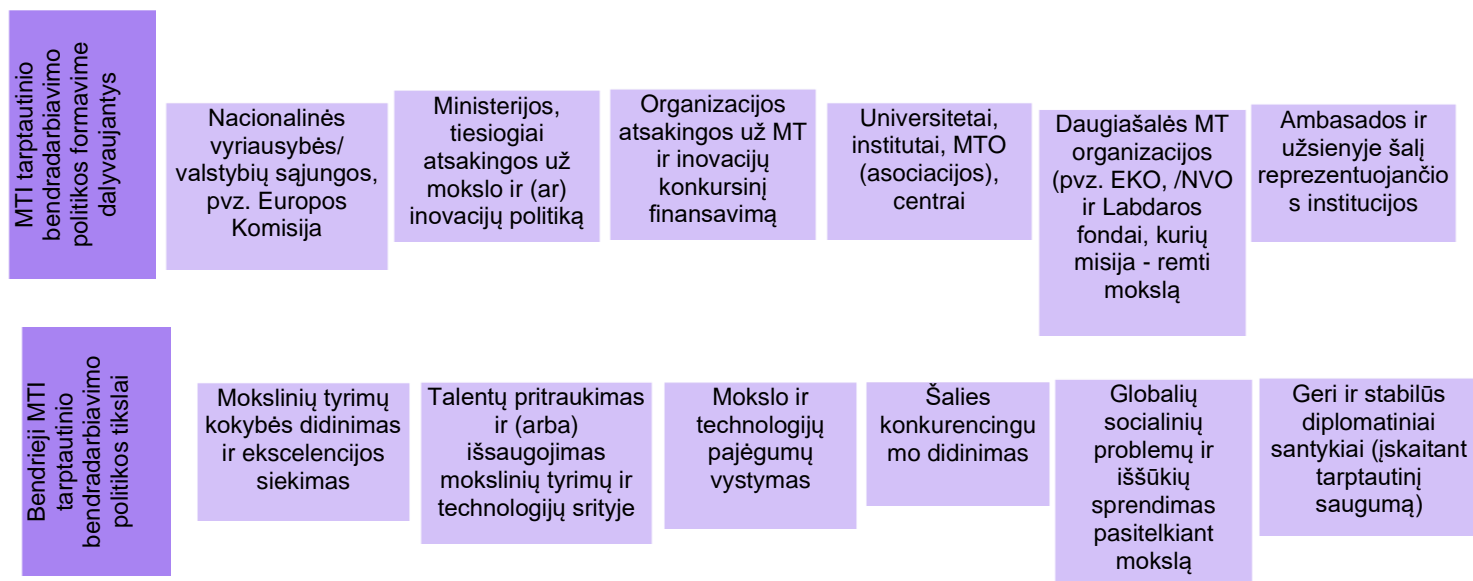 MTI tarptautinio
bendradarbiavimo
politikos formavime
dalyvaujantys
Nacionalinės
vyriausybės/
valstybių sąjungos,
pvz. Europos
Komisija
Ministerijos,
tiesiogiai
atsakingos už
mokslo ir (ar)
inovacijų politiką
Organizacijos
atsakingos už MT
ir inovacijų
konkursinį
finansavimą
Universitetai,
institutai, MTO
(asociacijos),
centrai
Daugiašalės MT
organizacijos
(pvz. EKO, /NVO
ir Labdaros
fondai, kurių
misija - remti
mokslą
Ambasados ir
užsienyje šalį
reprezentuojančio
s institucijos
Bendrieji MTI
tarptautinio
bendradarbiavimo
politikos tikslai
Mokslinių tyrimų
kokybės didinimas
ir ekscelencijos
siekimas
Talentų pritraukimas
ir (arba)
išsaugojimas
mokslinių tyrimų ir
technologijų srityje
Mokslo ir
technologijų
pajėgumų
vystymas
Šalies
konkurencingu
mo didinimas
Globalių
socialinių
problemų ir
iššūkių
sprendimas
pasitelkiant
mokslą
Geri ir stabilūs
diplomatiniai
santykiai (įskaitant
tarptautinį
saugumą)